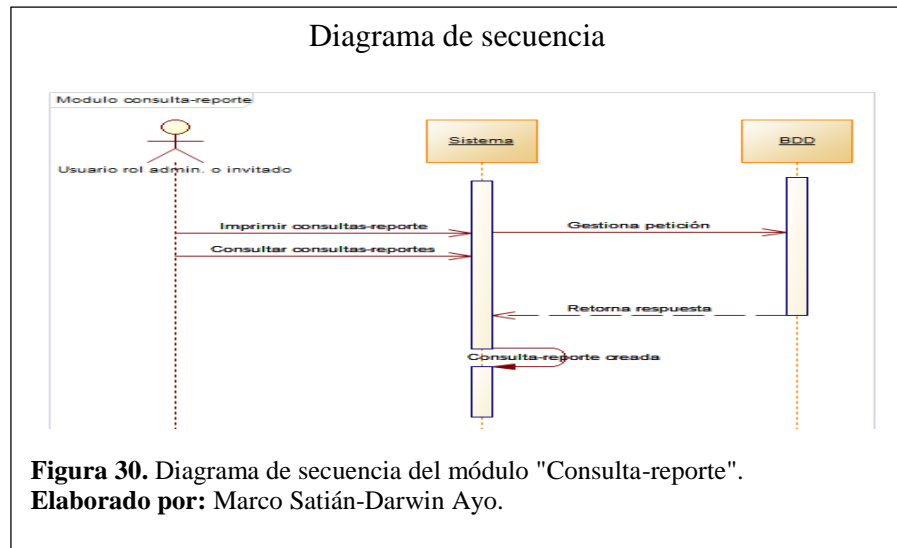 Diagrama de secuencia
Modulo consulta-reporte
Usuario rol admin. o invitado
Sistema
BDD
Imprimir consultas-reporte
Gestiona petición
Consultar consultas-reportes
Retorna respuesta
Consulta-reporte creada
Figura 30. Diagrama de secuencia del módulo "Consulta-reporte".
Elaborado por: Marco Satián-Darwin Ayo.